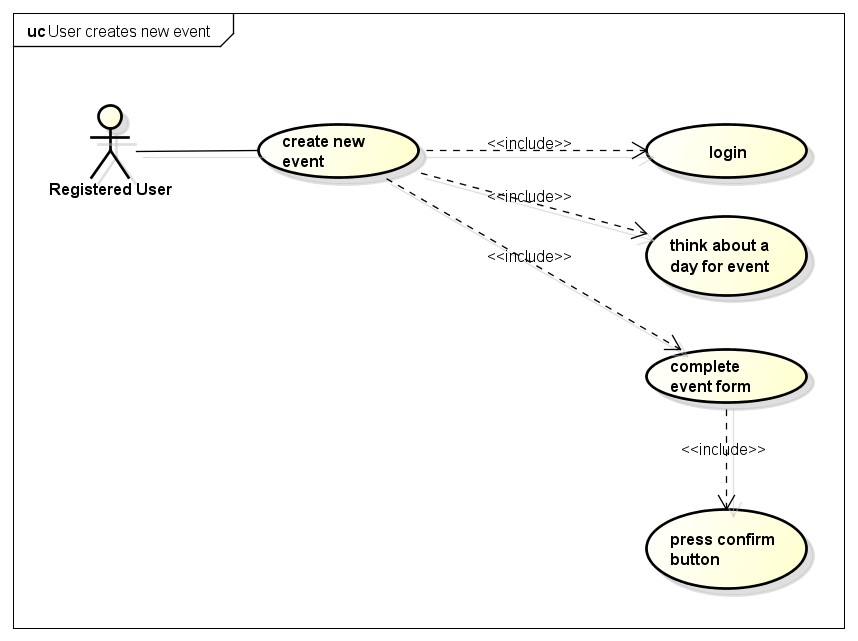 uc User creates new event
create new
event
<<include>>
login
Registered User
<<include>>
think about a
day for event
<<include>>
complete
event form
<<include>>
press confirm
button